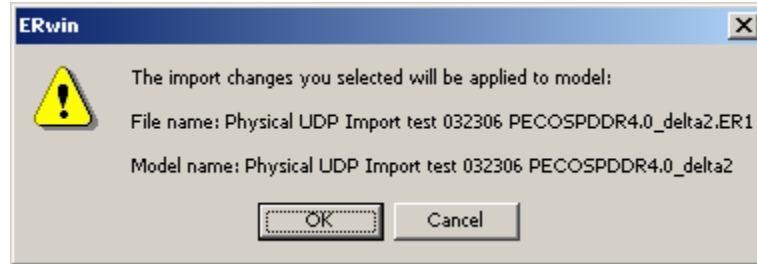 ERwin
The import changes you selected will be applied to model:
File name: Physical UDP Import test 032306 PECOSPDDR4.0_delta2.ER1
Model name: Physical UDP Import test 032306 PECOSPDDR4.0_delta2
OK Cancel